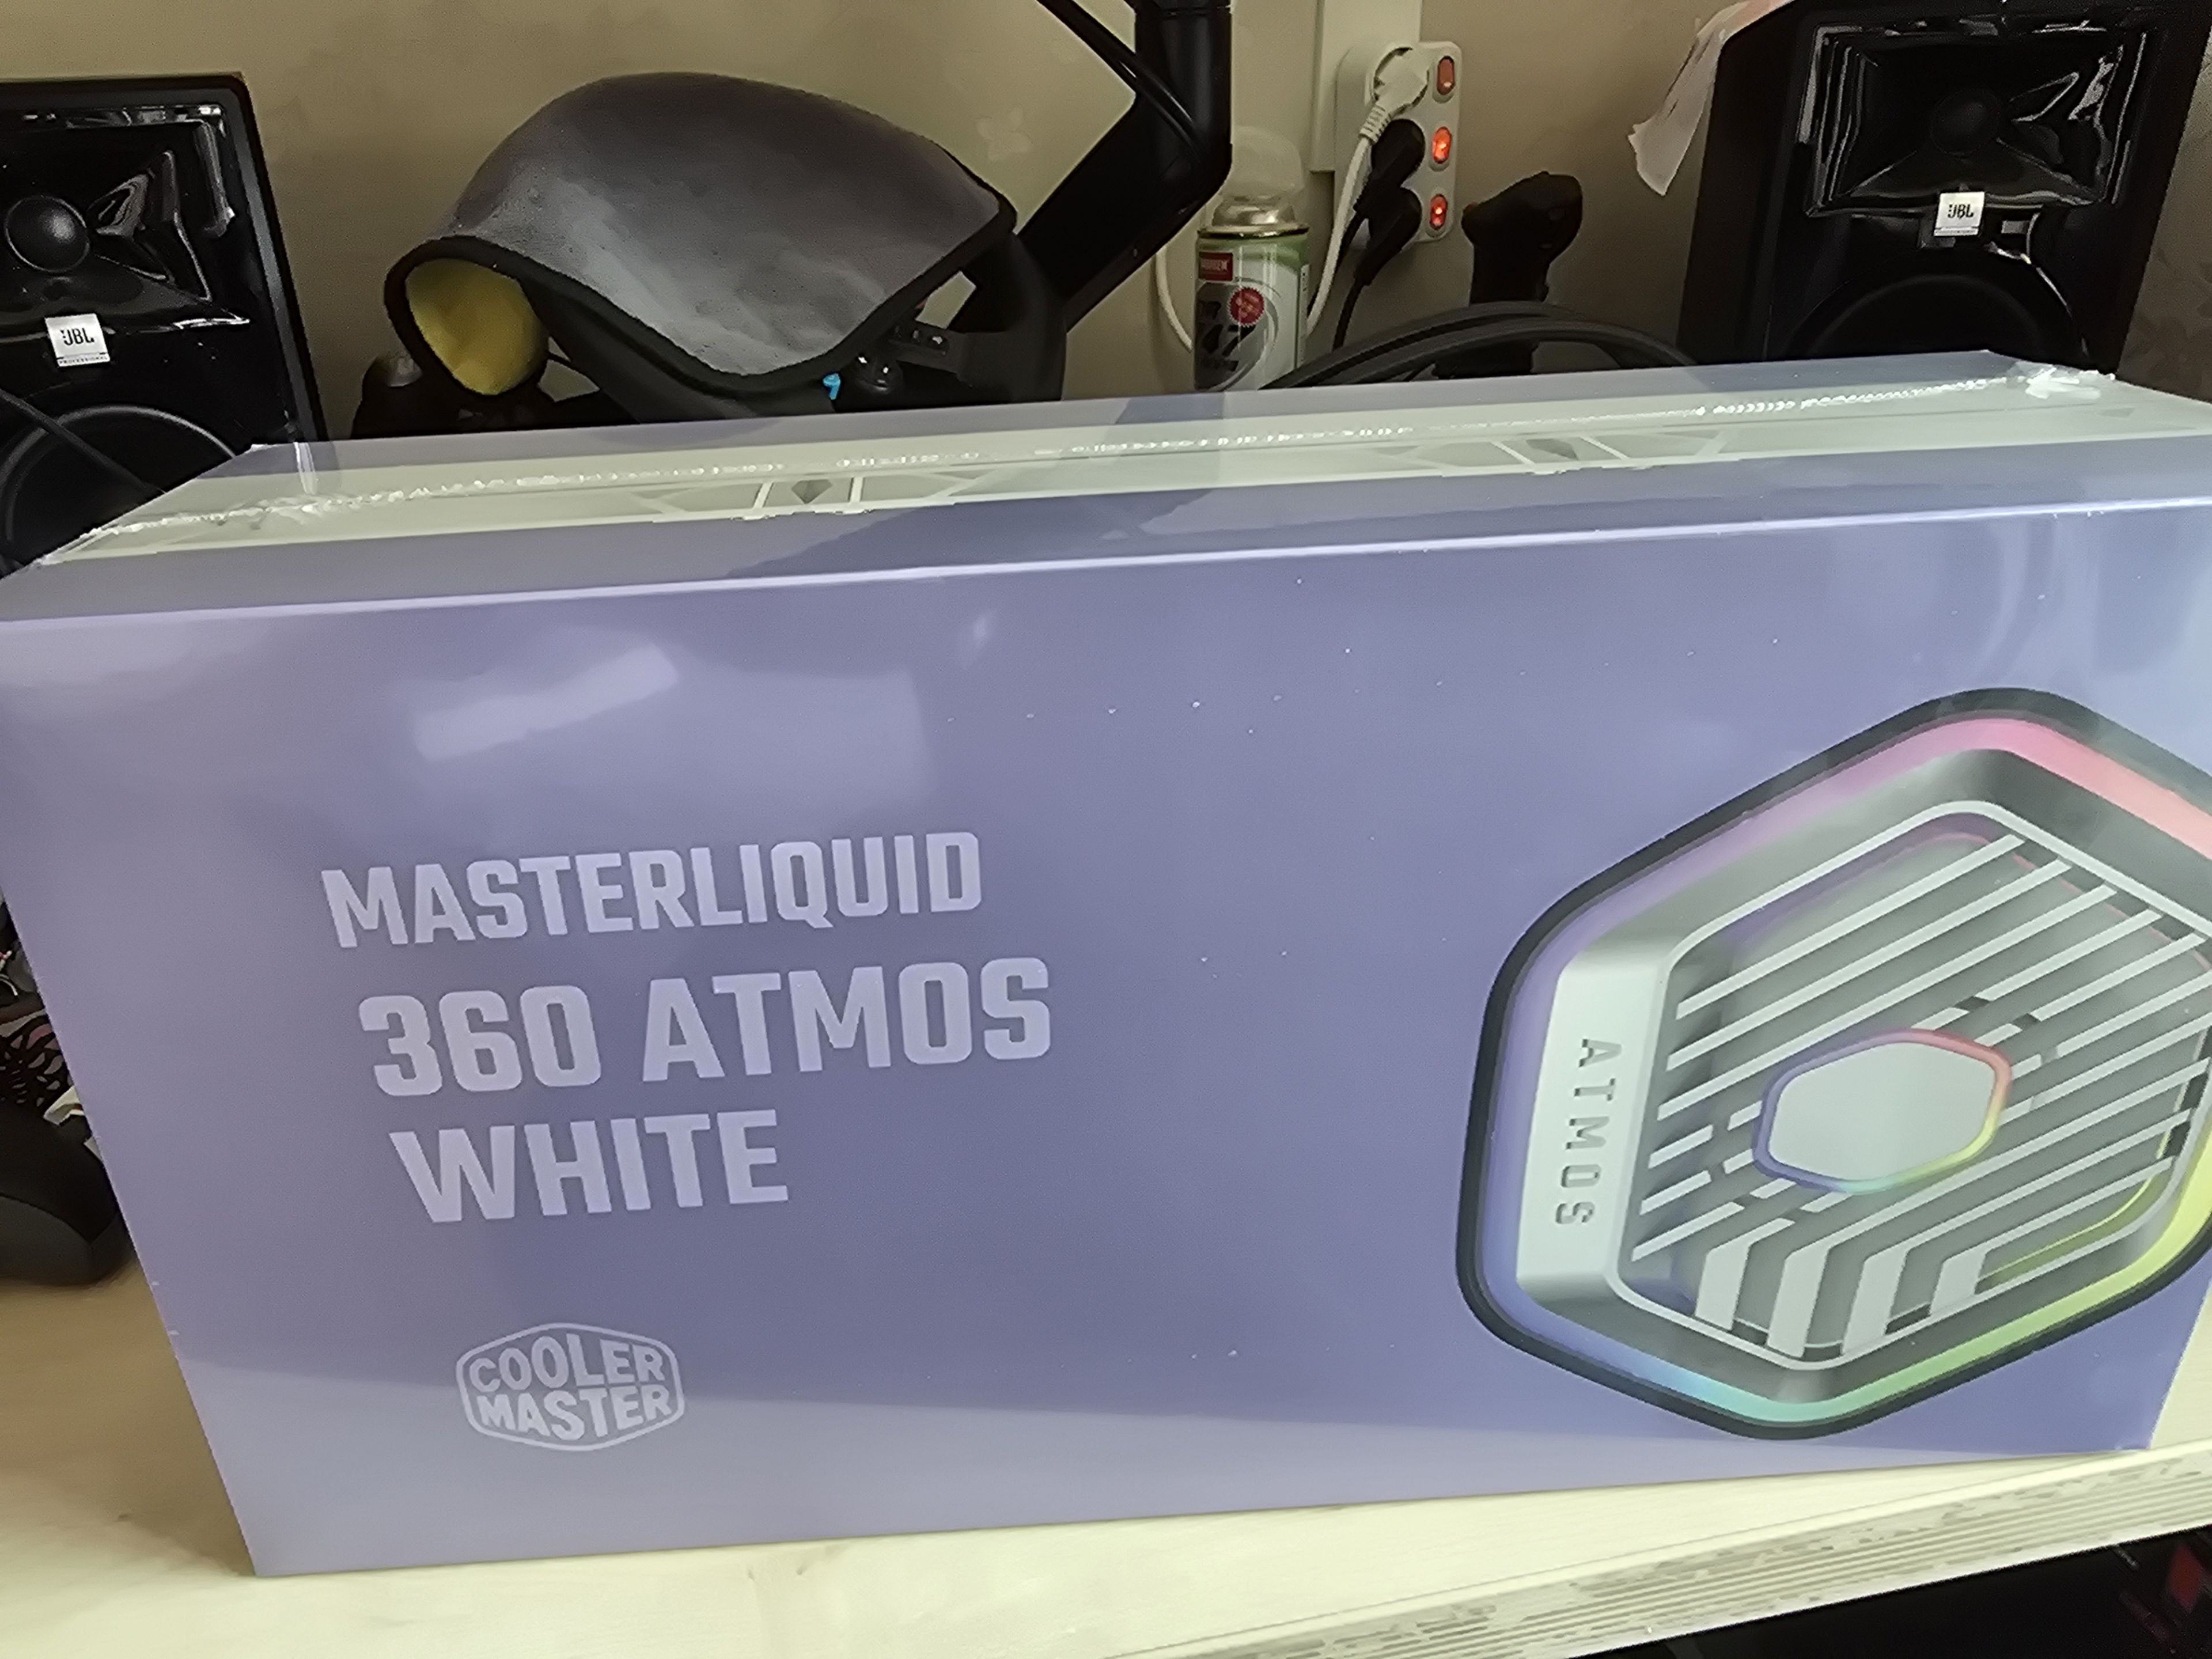 JBL
JBL
MASTERLIQUID
360 ATMOS
WHITE
ATMOS
COOLER
MASTER